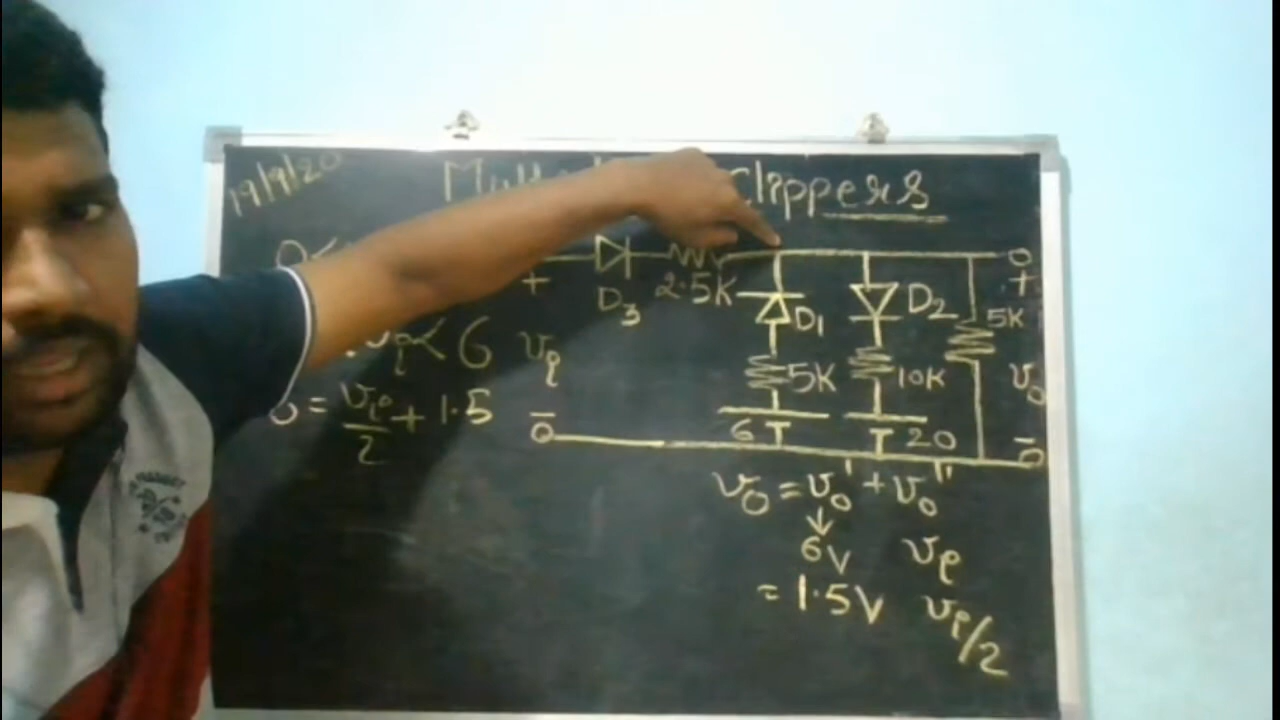 19/9/20
Clippers
D3
2.5K
D1
D2
5K
+
+
5K
10K
vi < 6
vi
vo
6
20
= vi/2 + 1.5
-
-
vo = vo' + vo''
↓
6V vi
= 1.5V vi/2